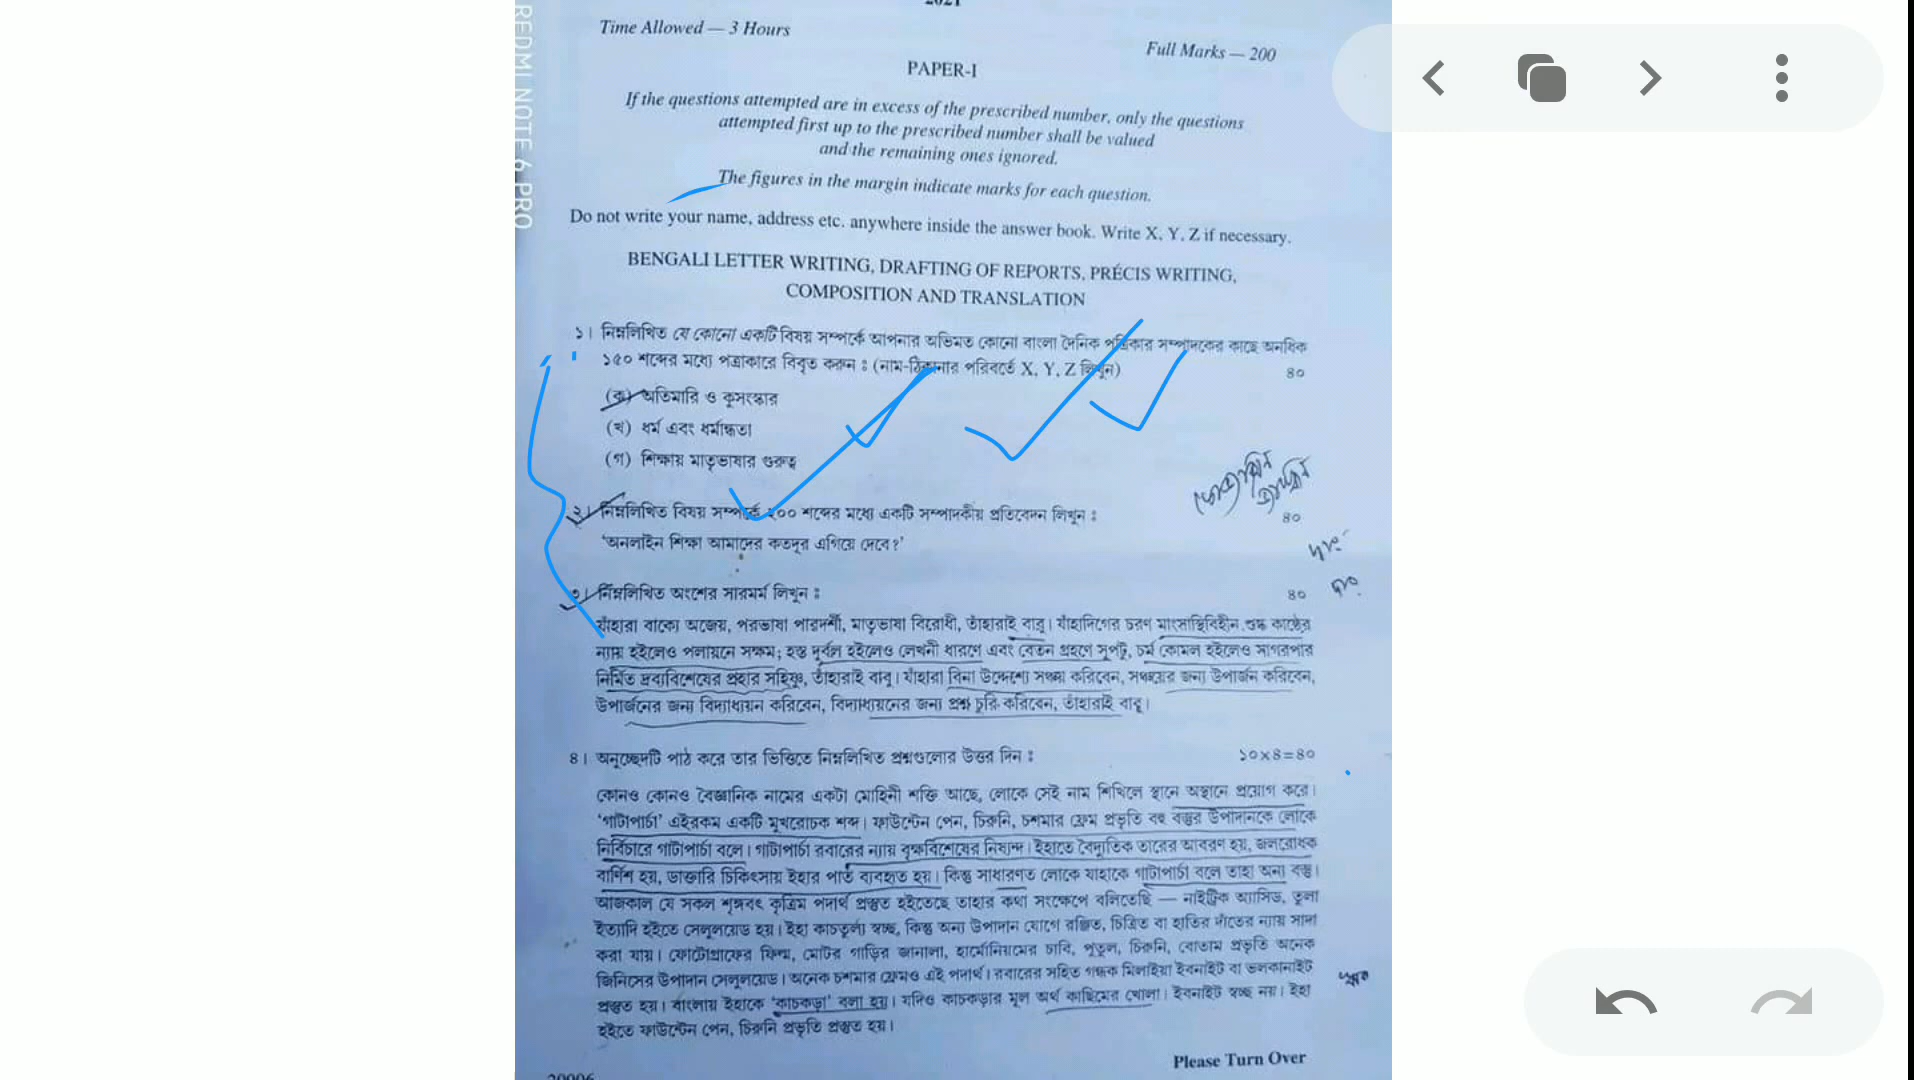 2021
Time Allowed — 3 Hours
Full Marks — 200
PAPER-I
If the questions attempted are in excess of the prescribed number, only the questions
attempted first up to the prescribed number shall be valued
and the remaining ones ignored.
The figures in the margin indicate marks for each question.
Do not write your name, address etc. anywhere inside the answer book. Write X, Y, Z if necessary.
BENGALI LETTER WRITING, DRAFTING OF REPORTS, PRÉCIS WRITING,
COMPOSITION AND TRANSLATION
১। নিম্নলিখিত যে কোনো একটি বিষয় সম্পর্কে আপনার অভিমত কোনো বাংলা দৈনিক পত্রিকার সম্পাদকের কাছে অনধিক
১৫০ শব্দের মধ্যে পত্রাকারে বিবৃত করুন ঃ (নাম-ঠিকানার পরিবর্তে X, Y, Z লিখুন) ৪০
(ক) অতিমারি ও কুসংস্কার
(খ) ধর্ম এবং ধর্মান্ধতা
(গ) শিক্ষায় মাতৃভাষার গুরুত্ব
২। নিম্নলিখিত বিষয় সম্পর্কে ২০০ শব্দের মধ্যে একটি সম্পাদকীয় প্রতিবেদন লিখুন ঃ ৪০
'অনলাইন শিক্ষা আমাদের কতদূর এগিয়ে দেবে?'
৩। নিম্নলিখিত অংশের সারমর্ম লিখুন ঃ ৪০
যাঁহারা বাক্যে অজেয়, পরভাষা পারদর্শী, মাতৃভাষা বিরোধী, তাঁহারাই বাবু। যাঁহাদিগের চরণ মাংসাস্থিবিহীন শুষ্ক কাষ্ঠের
ন্যায় হইলেও পলায়নে সক্ষম; হস্ত দুর্বল হইলেও লেখনী ধারণে এবং বেতন গ্রহণে সুপটু, চর্ম কোমল হইলেও সাগরপার
নির্মিত দ্রব্যবিশেষের প্রহার সহিষ্ণু, তাঁহারাই বাবু। যাঁহারা বিনা উদ্দেশ্যে সঞ্চয় করিবেন, সঞ্চয়ের জন্য উপার্জন করিবেন,
উপার্জনের জন্য বিদ্যাধ্যয়ন করিবেন, বিদ্যাধ্যয়নের জন্য প্রশ্ন চুরি করিবেন, তাঁহারাই বাবু।
৪। অনুচ্ছেদটি পাঠ করে তার ভিত্তিতে নিম্নলিখিত প্রশ্নগুলোর উত্তর দিন ঃ ১০×৪=৪০
কোনও কোনও বৈজ্ঞানিক নামের একটা মোহিনী শক্তি আছে, লোকে সেই নাম শিখিলে স্থানে অস্থানে প্রয়োগ করে।
'গাটাপার্চা' এইরকম একটি মুখরোচক শব্দ। ফাউন্টেন পেন, চিরুনি, চশমার ফ্রেম প্রভৃতি বহু বস্তুর উপাদানকে লোকে
নির্বিচারে গাটাপার্চা বলে। গাটাপার্চা রবারের ন্যায় বৃক্ষবিশেষের নিষ্যন্দ। ইহাতে বৈদ্যুতিক তারের আবরণ হয়, জলরোধক
বার্ণিশ হয়, ডাক্তারি চিকিৎসায় ইহার পাত ব্যবহৃত হয়। কিন্তু সাধারণত লোকে যাহাকে গাটাপার্চা বলে তাহা অন্য বস্তু।
আজকাল যে সকল শৃঙ্গবৎ কৃত্রিম পদার্থ প্রস্তুত হইতেছে তাহার কথা সংক্ষেপে বলিতেছি — নাইট্রিক অ্যাসিড, তুলা
ইত্যাদি হইতে সেলুলয়েড হয়। ইহা কাচতুল্য স্বচ্ছ, কিন্তু অন্য উপাদান যোগে রঞ্জিত, চিত্রিত বা হাতির দাঁতের ন্যায় সাদা
করা যায়। ফোটোগ্রাফের ফিল্ম, মোটর গাড়ির জানালা, হার্মোনিয়মের চাবি, পুতুল, চিরুনি, বোতাম প্রভৃতি অনেক
জিনিসের উপাদান সেলুলয়েড। অনেক চশমার ফ্রেমও এই পদার্থ। রবারের সহিত গন্ধক মিলাইয়া ইবনাইট বা ভলকানাইট
প্রস্তুত হয়। বাংলায় ইহাকে 'কাচকড়া' বলা হয়। যদিও কাচকড়ার মূল অর্থ কাছিমের খোলা। ইবনাইট স্বচ্ছ নয়। ইহা
হইতে ফাউন্টেন পেন, চিরুনি প্রভৃতি প্রস্তুত হয়।
Please Turn Over
20006
REDMI NOTE 6 PRO